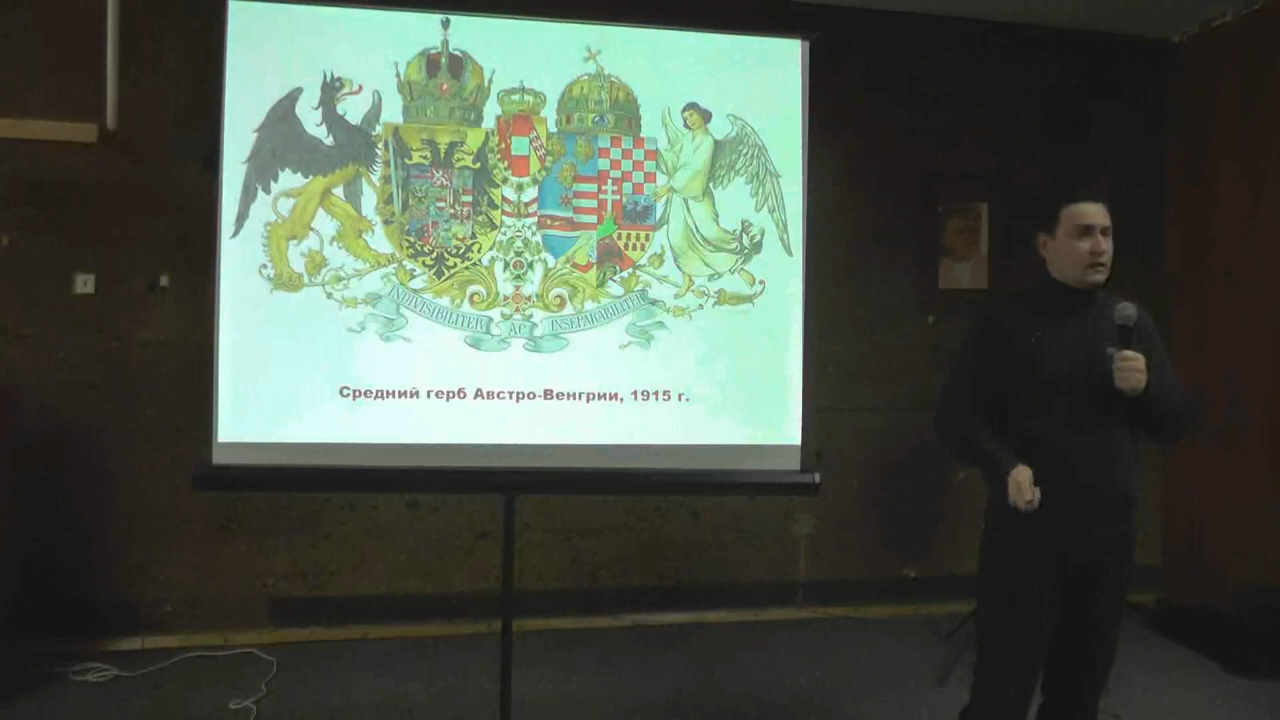 INDIVISIBILITER AC INSEPARABILITER
Средний герб Австро-Венгрии, 1915 г.